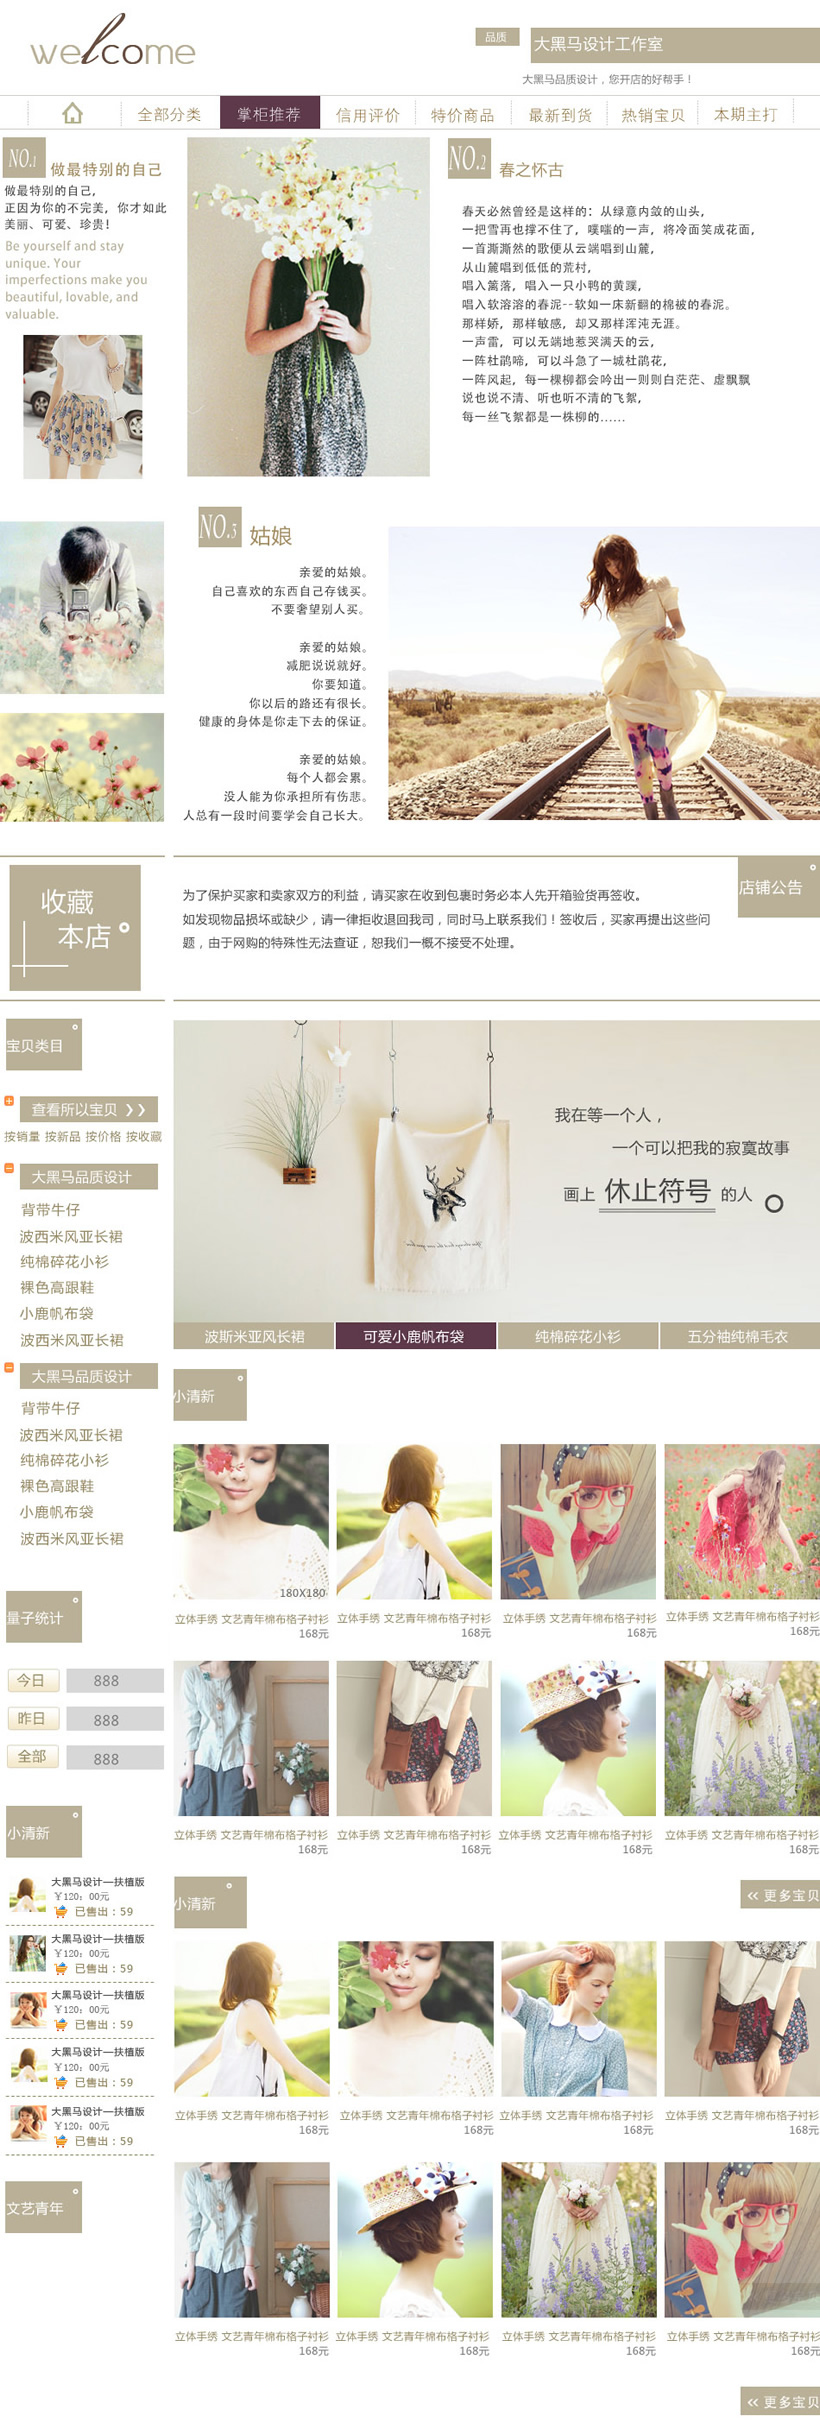 welcome
品质
大黑马设计工作室
大黑马品质设计，您开店的好帮手！
全部分类
掌柜推荐
信用评价
特价商品
最新到货
热销宝贝
本期主打
NO.1
做最特别的自己
做最特别的自己，
正因为你的不完美，你才如此
美丽、可爱、珍贵！
Be yourself and stay
unique. Your
imperfections make you
beautiful, lovable, and
valuable.
NO.2
春之怀古
春天必然曾经是这样的：从绿意内敛的山头，
一把雪再也撑不住了，噗嗤的一声，将冷面笑成花面，
一首澌澌然的歌便从云端唱到山麓，
从山麓唱到低低的荒村，
唱入篱落，唱入一只小鸭的黄蹼，
唱入软溶溶的春泥--软如一床新翻的棉被的春泥。
那样娇，那样敏感，却又那样浑沌无涯。
一声雷，可以无端地惹哭满天的云，
一阵杜鹃啼，可以斗急了一城杜鹃花，
一阵风起，每一棵柳都会吟出一则则白茫茫、虚飘飘
说也说不清、听也听不清的飞絮，
每一丝飞絮都是一株柳的......
NO.3
姑娘
亲爱的姑娘。
自己喜欢的东西自己存钱买。
不要奢望别人买。
亲爱的姑娘。
减肥说说就好。
你要知道。
你以后的路还有很长。
健康的身体是你走下去的保证。
亲爱的姑娘。
每个人都会累。
没人能为你承担所有伤悲。
人总有一段时间要学会自己长大。
收藏
本店
为了保护买家和卖家双方的利益，请买家在收到包裹时务必本人先开箱验货再签收。
如发现物品损坏或缺少，请一律拒收退回我司，同时马上联系我们！签收后，买家再提出这些问
题，由于网购的特殊性无法查证，恕我们一概不接受不处理。
店铺公告
宝贝类目
查看所以宝贝 ❯❯
按销量 按新品 按价格 按收藏
大黑马品质设计
背带牛仔
波西米风亚长裙
纯棉碎花小衫
裸色高跟鞋
小鹿帆布袋
波西米风亚长裙
大黑马品质设计
背带牛仔
波西米风亚长裙
纯棉碎花小衫
裸色高跟鞋
小鹿帆布袋
波西米风亚长裙
量子统计
今日 888
昨日 888
全部 888
小清新
大黑马设计—扶植版
￥120：00元
已售出：59
大黑马设计—扶植版
￥120：00元
已售出：59
大黑马设计—扶植版
￥120：00元
已售出：59
大黑马设计—扶植版
￥120：00元
已售出：59
大黑马设计—扶植版
￥120：00元
已售出：59
文艺青年
我在等一个人，
一个可以把我的寂寞故事
画上 休止符号 的人
波斯米亚风长裙
可爱小鹿帆布袋
纯棉碎花小衫
五分袖纯棉毛衣
小清新
180X180
立体手绣 文艺青年棉布格子衬衫
168元
立体手绣 文艺青年棉布格子衬衫
168元
立体手绣 文艺青年棉布格子衬衫
168元
立体手绣 文艺青年棉布格子衬衫
168元
立体手绣 文艺青年棉布格子衬衫
168元
立体手绣 文艺青年棉布格子衬衫
168元
立体手绣 文艺青年棉布格子衬衫
168元
立体手绣 文艺青年棉布格子衬衫
168元
小清新
« 更多宝贝
立体手绣 文艺青年棉布格子衬衫
168元
立体手绣 文艺青年棉布格子衬衫
168元
立体手绣 文艺青年棉布格子衬衫
168元
立体手绣 文艺青年棉布格子衬衫
168元
立体手绣 文艺青年棉布格子衬衫
168元
立体手绣 文艺青年棉布格子衬衫
168元
立体手绣 文艺青年棉布格子衬衫
168元
立体手绣 文艺青年棉布格子衬衫
168元
« 更多宝贝